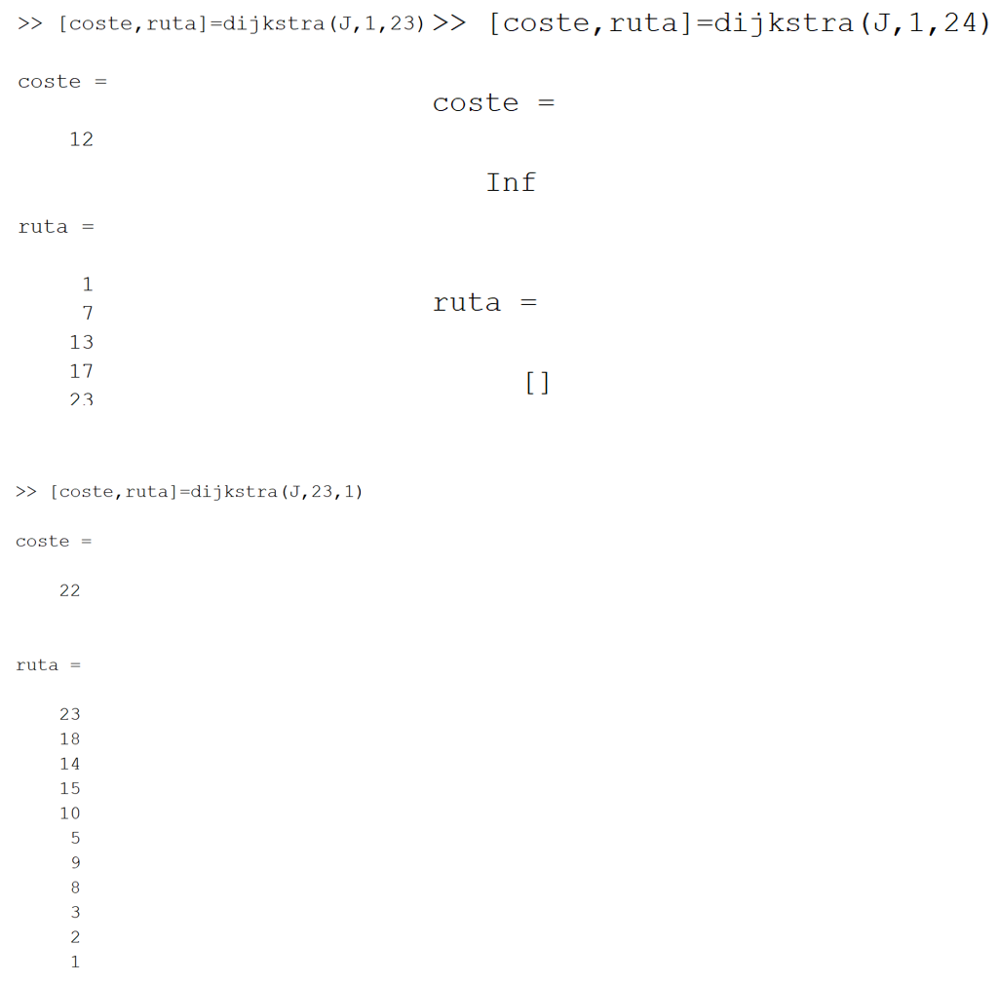 >> [coste,ruta]=dijkstra(J,1,23)
coste =
12
ruta =
1
7
13
17
23
>> [coste,ruta]=dijkstra(J,1,24)
coste =
Inf
ruta =
[]
>> [coste,ruta]=dijkstra(J,23,1)
coste =
22
ruta =
23
18
14
15
10
5
9
8
3
2
1